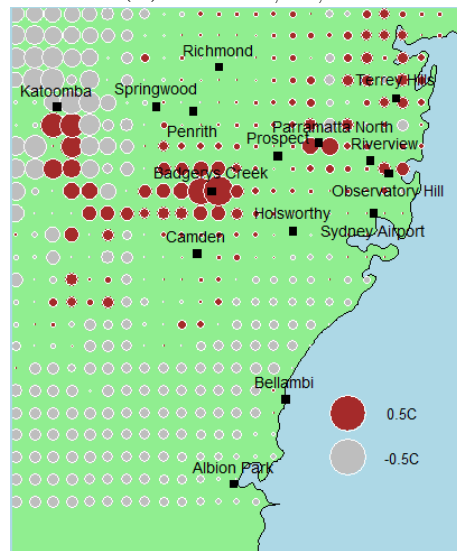 Richmond
Katoomba
Springwood
Terrey Hills
Penrith
Parramatta North
Prospect
Riverview
Badgerys Creek
Observatory Hill
Holsworthy
Sydney Airport
Camden
Bellambi
0.5C
-0.5C
Albion Park